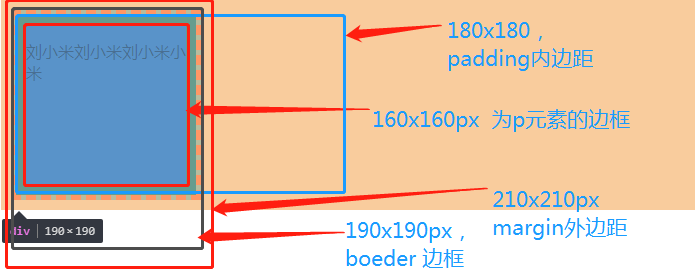 刘小米刘小米刘小米小
米
180x180，
padding内边距
160x160px 为p元素的边框
210x210px
margin外边距
div 190×190
190x190px，
boeder 边框